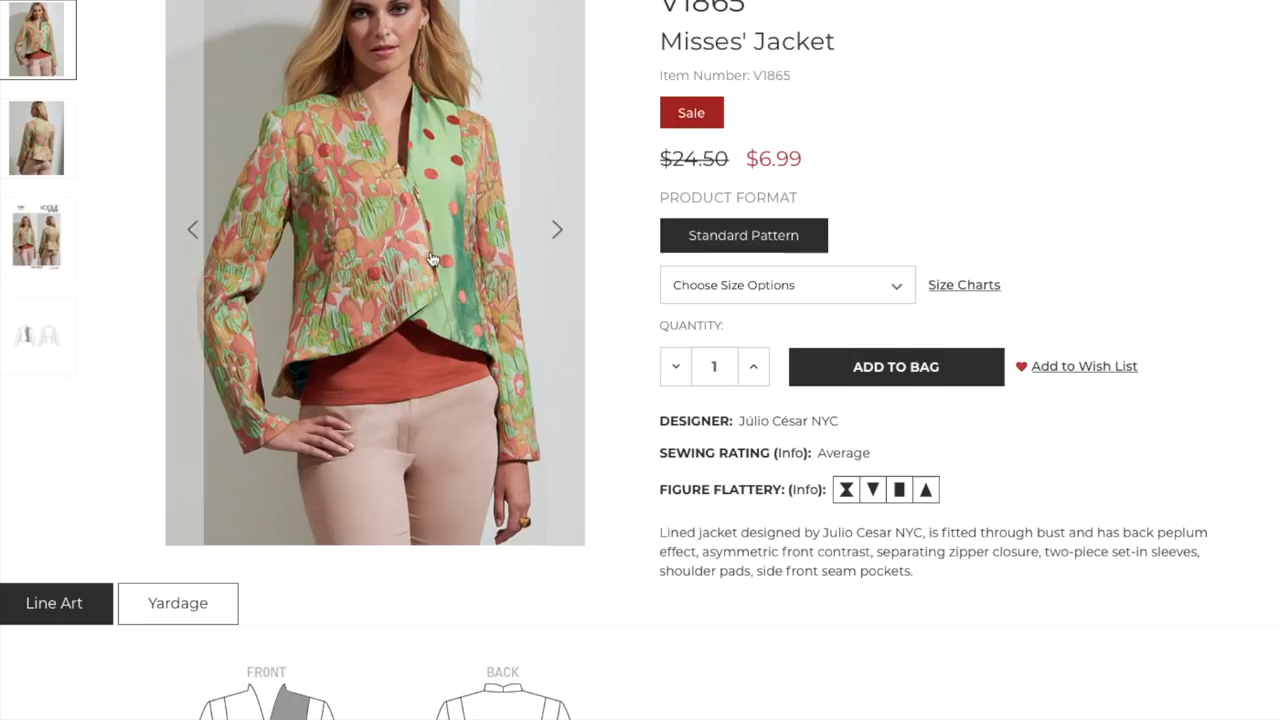 V1865
Misses' Jacket
Item Number: V1865
Sale
$24.50 $6.99
PRODUCT FORMAT
Standard Pattern
Choose Size Options
Size Charts
QUANTITY:
1
ADD TO BAG
Add to Wish List
DESIGNER: Júlio César NYC
SEWING RATING (Info): Average
FIGURE FLATTERY: (Info):
Lined jacket designed by Julio Cesar NYC, is fitted through bust and has back peplum
effect, asymmetric front contrast, separating zipper closure, two-piece set-in sleeves,
shoulder pads, side front seam pockets.
Line Art
Yardage
FRONT
BACK
VOGUE